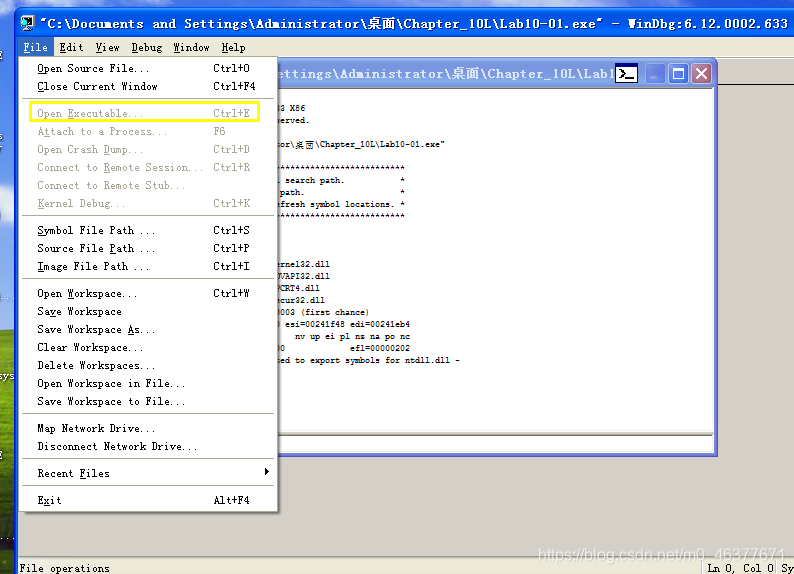 "C:\Documents and Settings\Administrator\桌面\Chapter_10L\Lab10-01.exe" - WinDbg:6.12.0002.633
File Edit View Debug Window Help
ettings\Administrator\桌面\Chapter_10L\Lab1
Open Source File... Ctrl+O
Close Current Window Ctrl+F4
Open Executable... Ctrl+E
Attach to a Process... F6
Open Crash Dump... Ctrl+D
Connect to Remote Session... Ctrl+R
Connect to Remote Stub...
Kernel Debug... Ctrl+K
Symbol File Path ... Ctrl+S
Source File Path ... Ctrl+P
Image File Path ... Ctrl+I
Open Workspace... Ctrl+W
Save Workspace
Save Workspace As...
Clear Workspace...
Delete Workspaces...
Open Workspace in File...
Save Workspace to File...
Map Network Drive...
Disconnect Network Drive...
Recent Files
Exit Alt+F4
3 X86
served.
or\桌面\Chapter_10L\Lab10-01.exe"
*************************
search path. *
path. *
efresh symbol locations. *
*************************
ernel32.dll
VAPI32.dll
PCRT4.dll
ecur32.dll
0003 (first chance)
0 esi=00241f48 edi=00241eb4
nv up ei pl nz na po nc
00 efl=00000202
sed to export symbols for ntdll.dll -
sys
https://blog.csdn.net/m0_46377671
File operations
Ln 0, Col 0 Sy